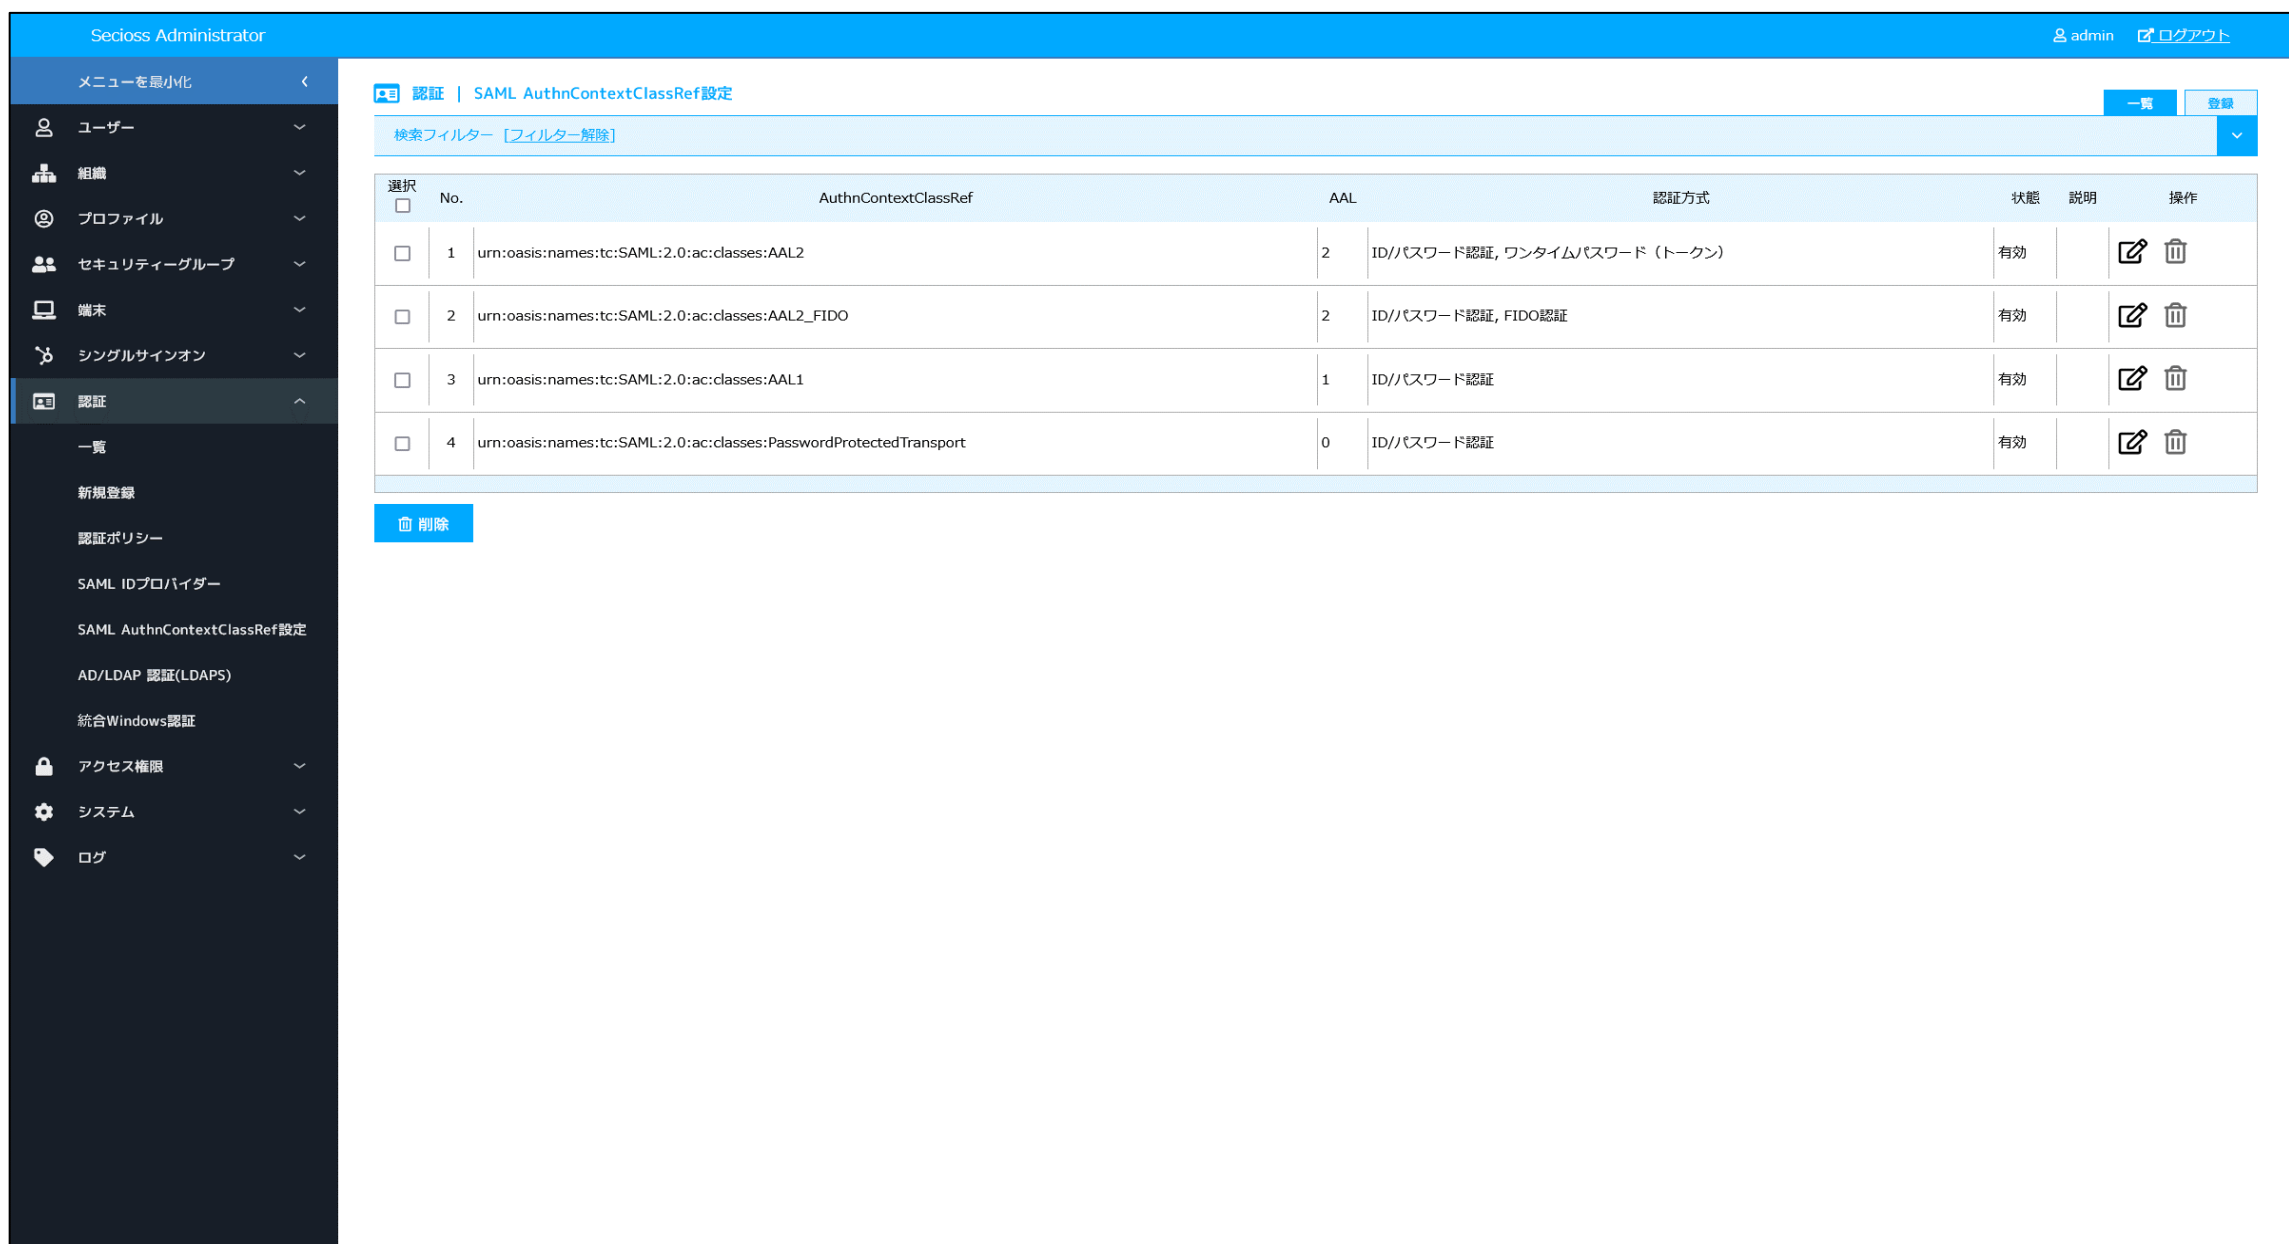 Secioss Administrator
admin
ログアウト
メニューを最小化
ユーザー
組織
プロファイル
セキュリティーグループ
端末
シングルサインオン
認証
一覧
新規登録
認証ポリシー
SAML IDプロバイダー
SAML AuthnContextClassRef設定
AD/LDAP 認証(LDAPS)
統合Windows認証
アクセス権限
システム
ログ
認証 | SAML AuthnContextClassRef設定
一覧 登録
検索フィルター [フィルター解除]
選択 No. AuthnContextClassRef AAL 認証方式 状態 説明 操作
1 urn:oasis:names:tc:SAML:2.0:ac:classes:AAL2 2 ID/パスワード認証, ワンタイムパスワード（トークン） 有効
2 urn:oasis:names:tc:SAML:2.0:ac:classes:AAL2_FIDO 2 ID/パスワード認証, FIDO認証 有効
3 urn:oasis:names:tc:SAML:2.0:ac:classes:AAL1 1 ID/パスワード認証 有効
4 urn:oasis:names:tc:SAML:2.0:ac:classes:PasswordProtectedTransport 0 ID/パスワード認証 有効
削除